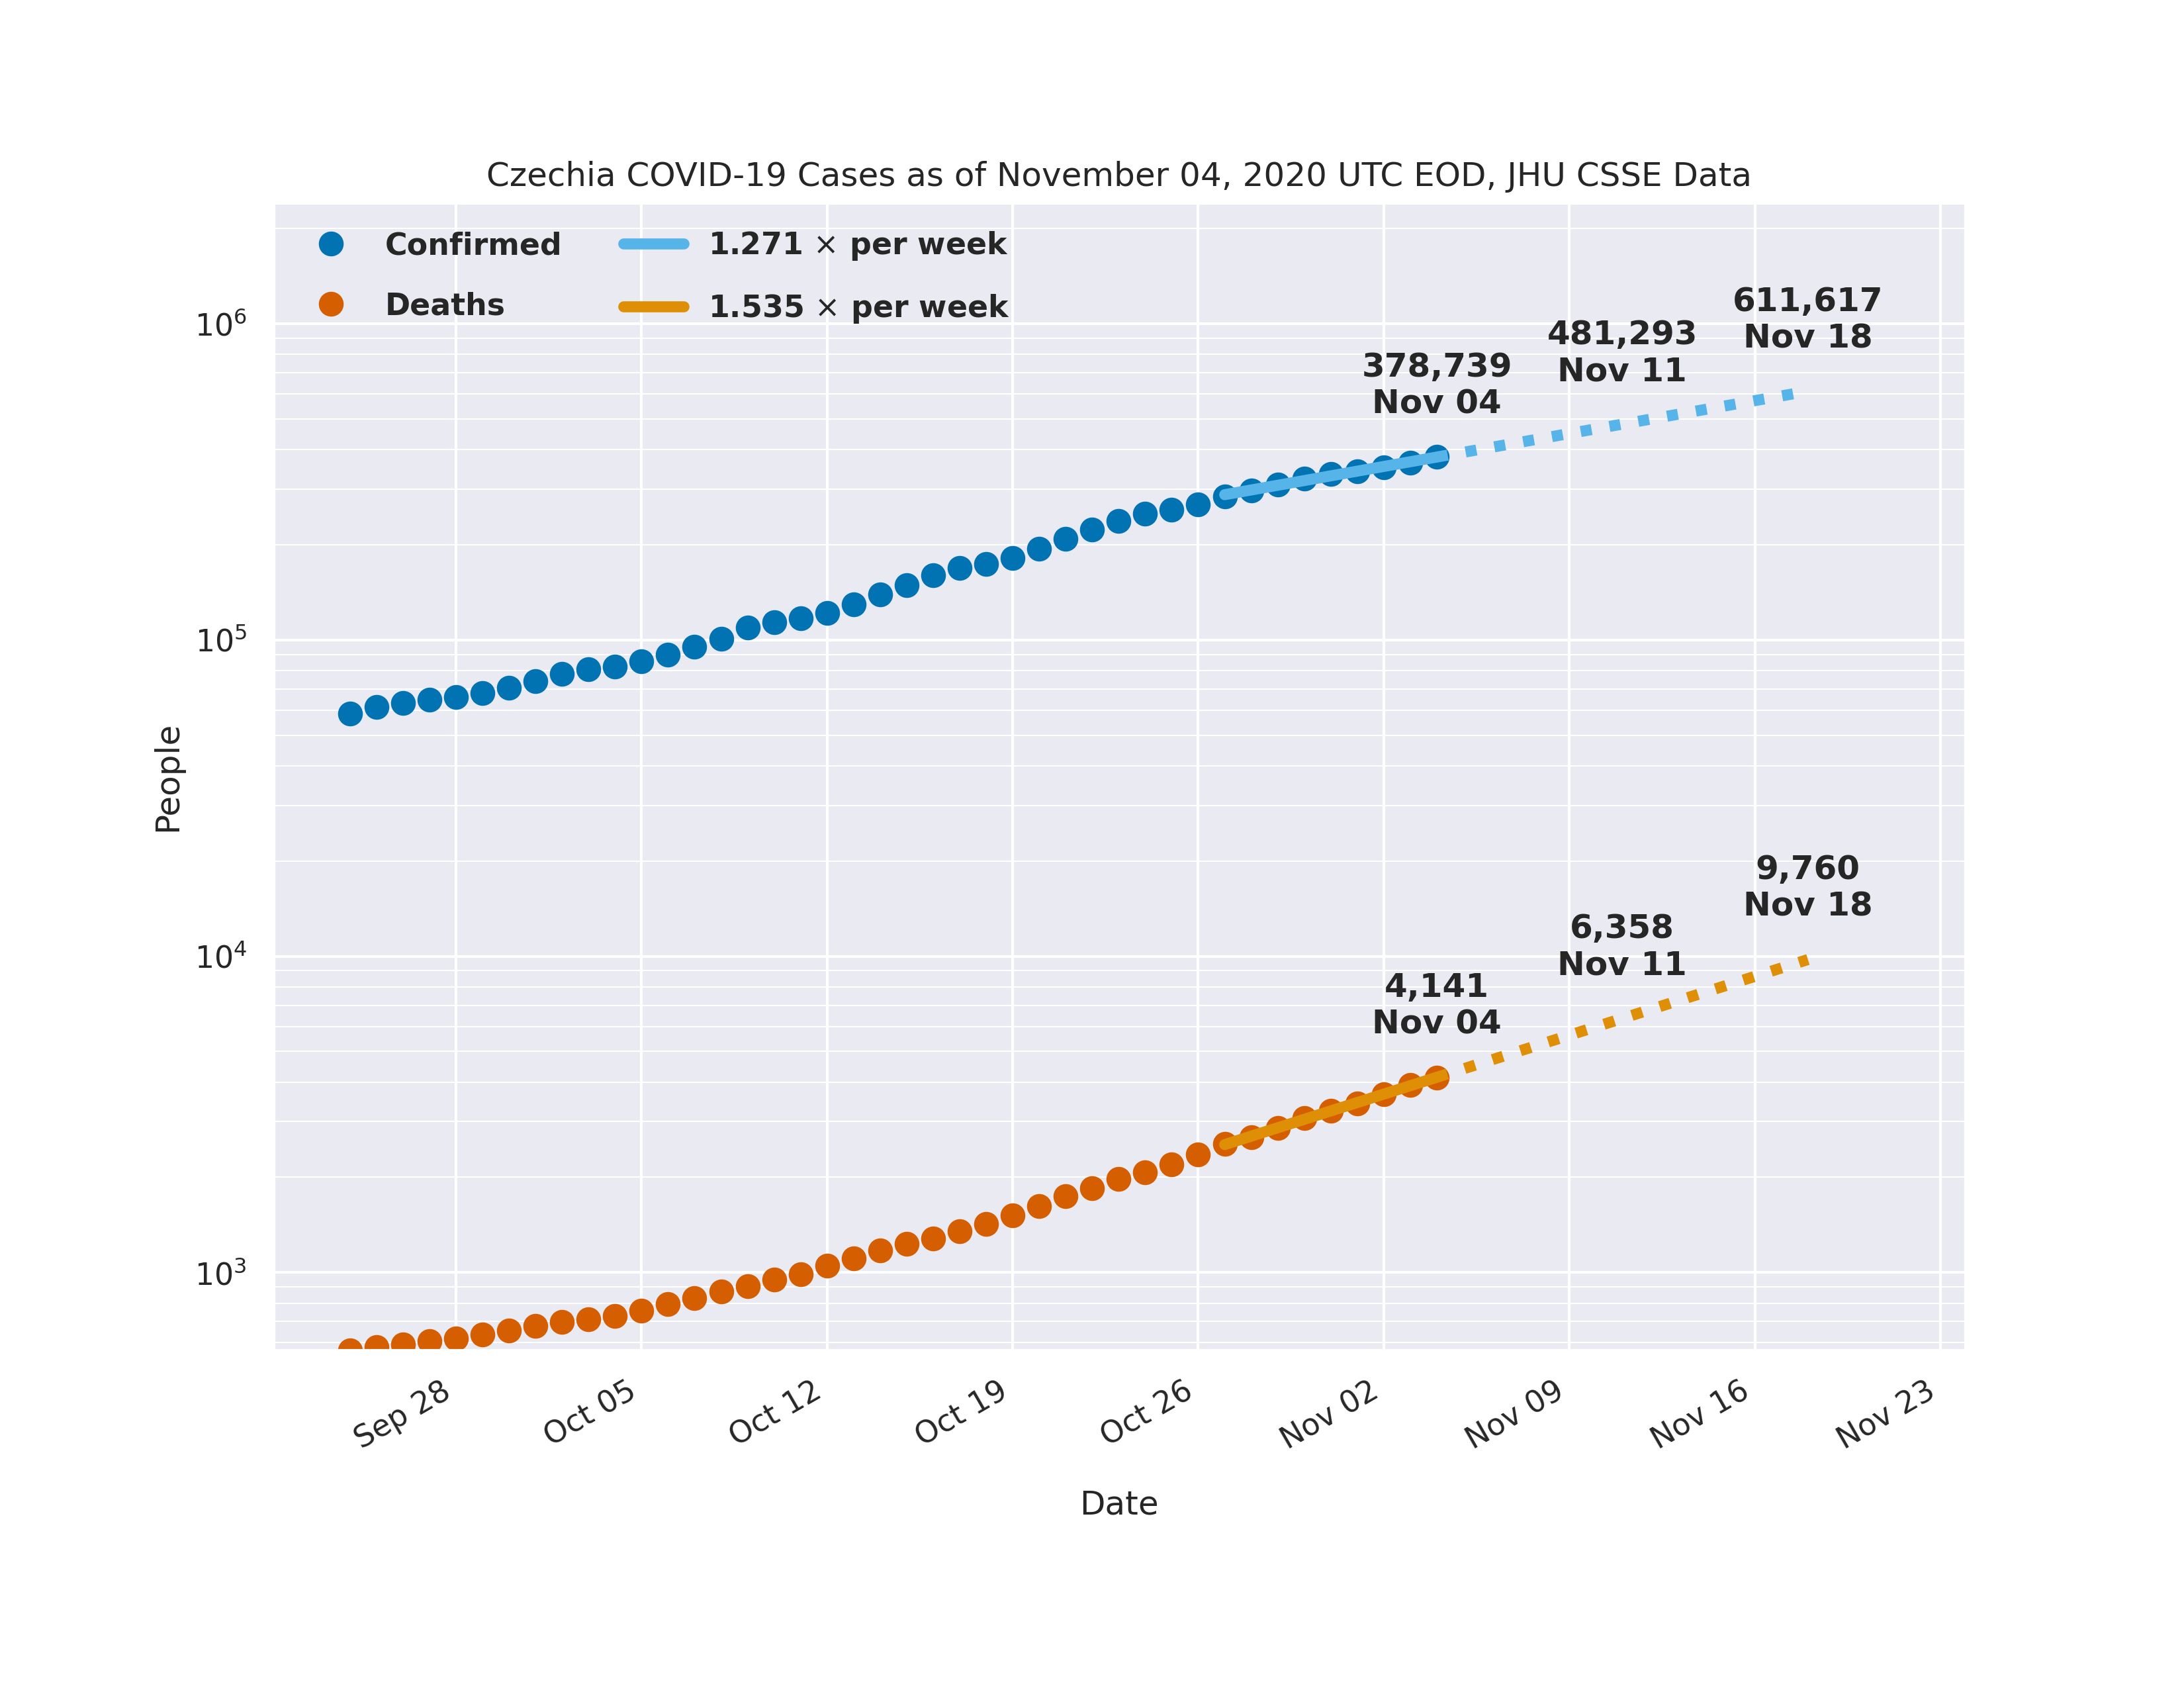 Czechia COVID-19 Cases as of November 04, 2020 UTC EOD, JHU CSSE Data
Confirmed
Deaths
1.271 × per week
1.535 × per week
611,617
Nov 18
481,293
Nov 11
378,739
Nov 04
9,760
Nov 18
6,358
Nov 11
4,141
Nov 04
10⁶
10⁵
10⁴
10³
People
Sep 28
Oct 05
Oct 12
Oct 19
Oct 26
Nov 02
Nov 09
Nov 16
Nov 23
Date